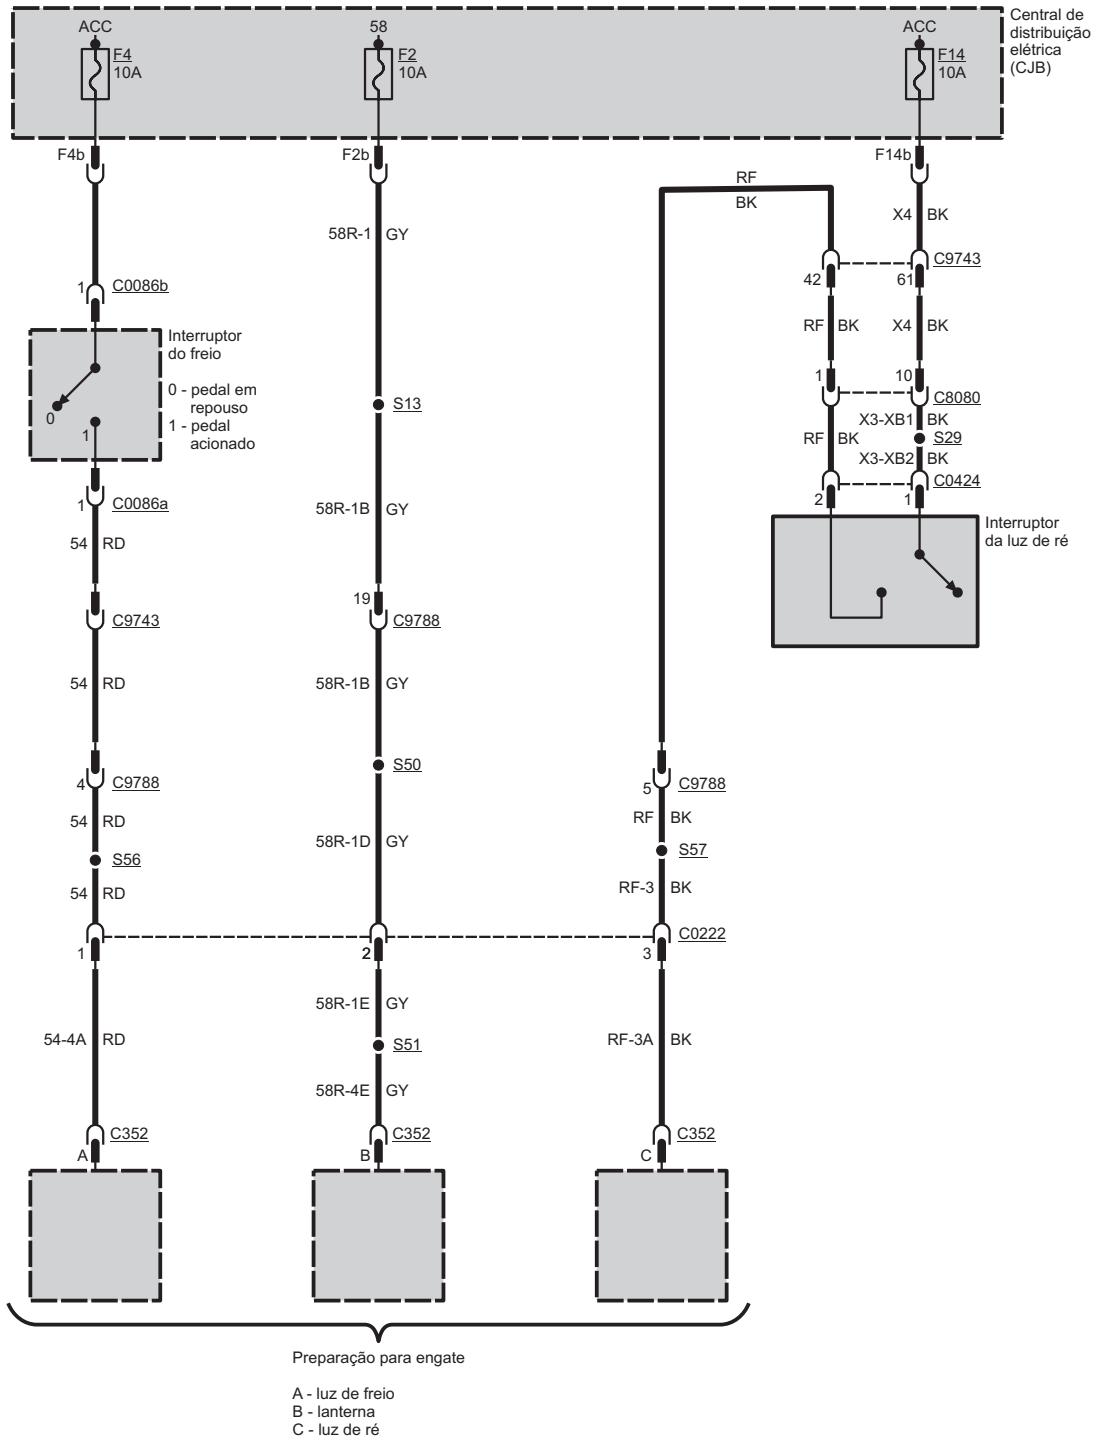 ACC
58
ACC
Central de
distribuição
elétrica
(CJB)
F4
10A
F2
10A
F14
10A
F4b
F2b
F14b
RF
BK
X4 BK
58R-1 GY
C9743
42
61
1 C0086b
RF BK
X4 BK
Interruptor
do freio
0 - pedal em
repouso
1 - pedal
acionado
0
1
1
10
C8080
S13
X3-XB1 BK
RF BK
S29
X3-XB2 BK
C0424
2
1
1 C0086a
58R-1B GY
Interruptor
da luz de ré
54 RD
19
C9788
C9743
54 RD
58R-1B GY
S50
4 C9788
5 C9788
54 RD
RF BK
58R-1D GY
S56
S57
54 RD
RF-3 BK
C0222
1
2
3
58R-1E GY
54-4A RD
S51
RF-3A BK
58R-4E GY
C352
C352
C352
A
B
C
Preparação para engate
A - luz de freio
B - lanterna
C - luz de ré